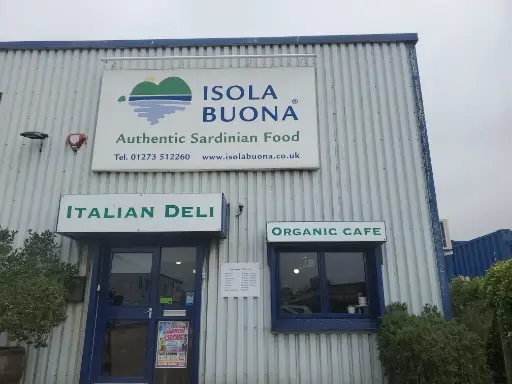 ISOLA
BUONA®
Authentic Sardinian Food
Tel. 01273 512260 www.isolabuona.co.uk
ITALIAN DELI
ORGANIC CAFE